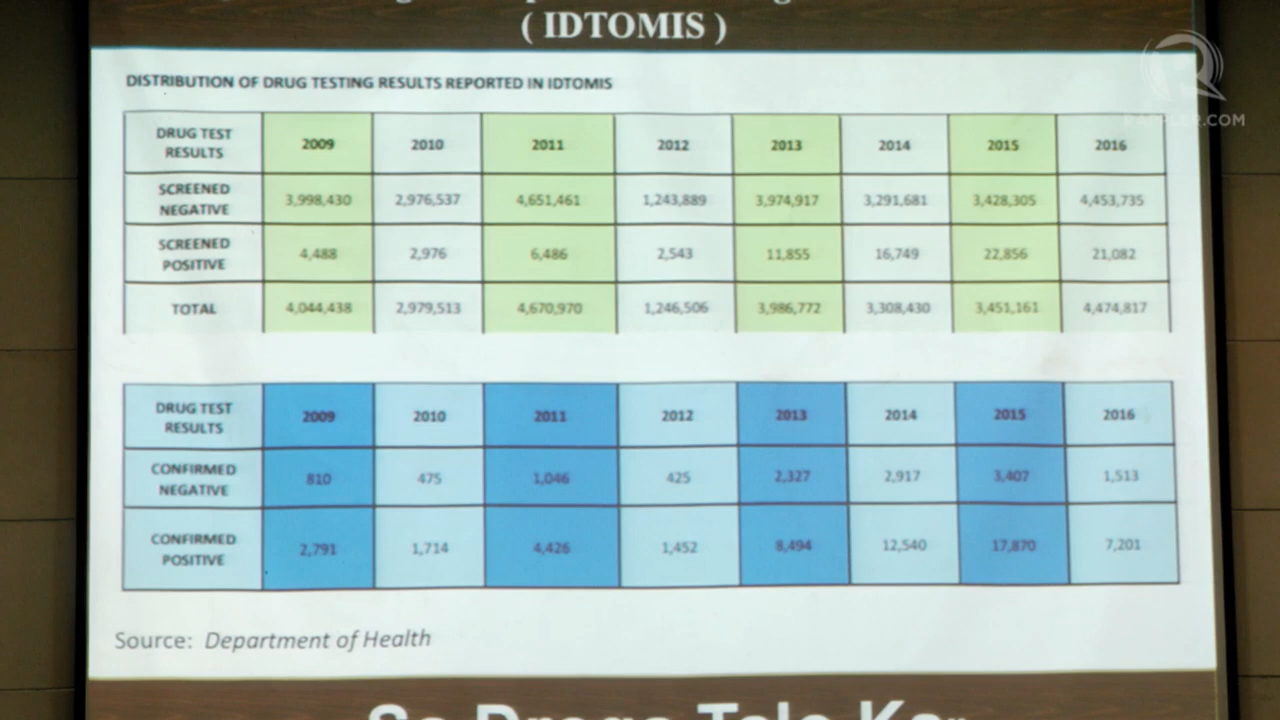 ( IDTOMIS )
RAPPLER.COM
DISTRIBUTION OF DRUG TESTING RESULTS REPORTED IN IDTOMIS
DRUG TEST RESULTS 2009 2010 2011 2012 2013 2014 2015 2016
SCREENED NEGATIVE 3,998,430 2,976,537 4,651,461 1,243,889 3,974,917 3,291,681 3,428,305 4,453,735
SCREENED POSITIVE 4,488 2,976 6,486 2,543 11,855 16,749 22,856 21,082
TOTAL 4,044,438 2,979,513 4,670,970 1,246,506 3,986,772 3,308,430 3,451,161 4,474,817
DRUG TEST RESULTS 2009 2010 2011 2012 2013 2014 2015 2016
CONFIRMED NEGATIVE 810 475 1,046 425 2,327 2,917 3,407 1,513
CONFIRMED POSITIVE 2,791 1,714 4,426 1,452 8,494 12,540 17,870 7,201
Source: Department of Health
Sa Droga Talo Ka